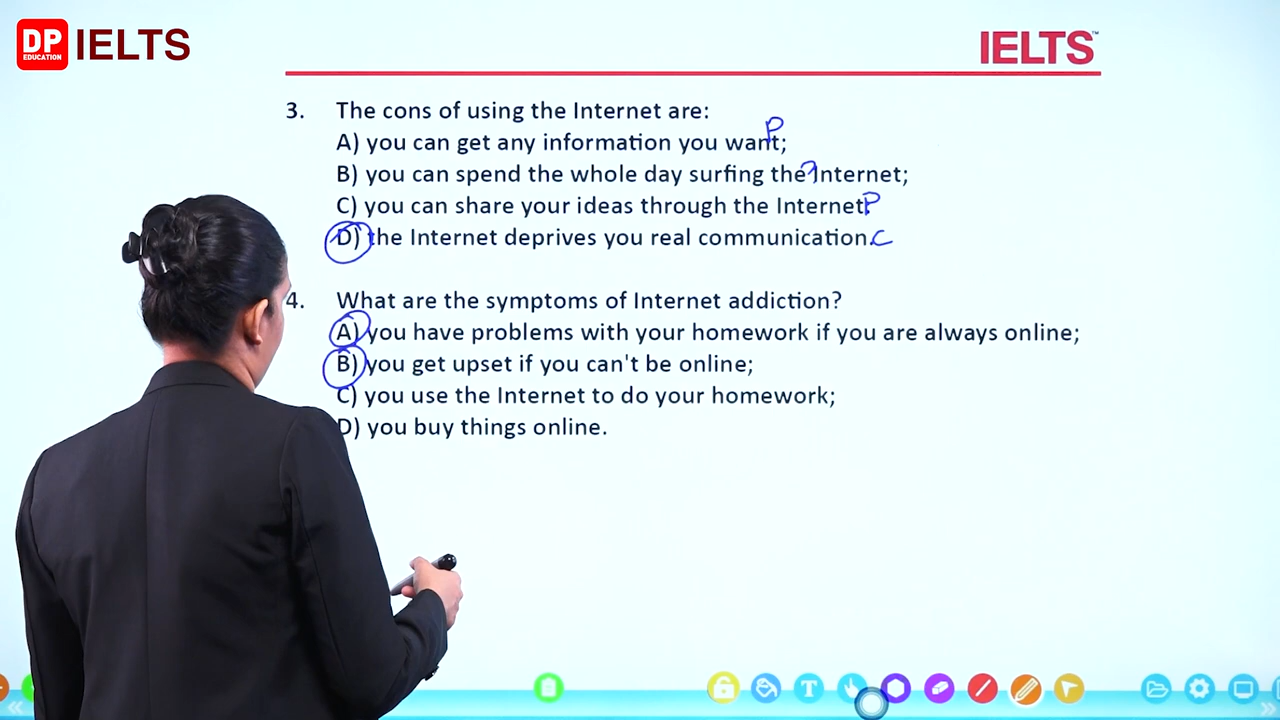 DP
EDUCATION
IELTS
IELTS™
3. The cons of using the Internet are:
A) you can get any information you want; P
B) you can spend the whole day surfing the Internet; ?
C) you can share your ideas through the Internet. P
D) the Internet deprives you real communication. C
4. What are the symptoms of Internet addiction?
A) you have problems with your homework if you are always online;
B) you get upset if you can't be online;
C) you use the Internet to do your homework;
D) you buy things online.
T